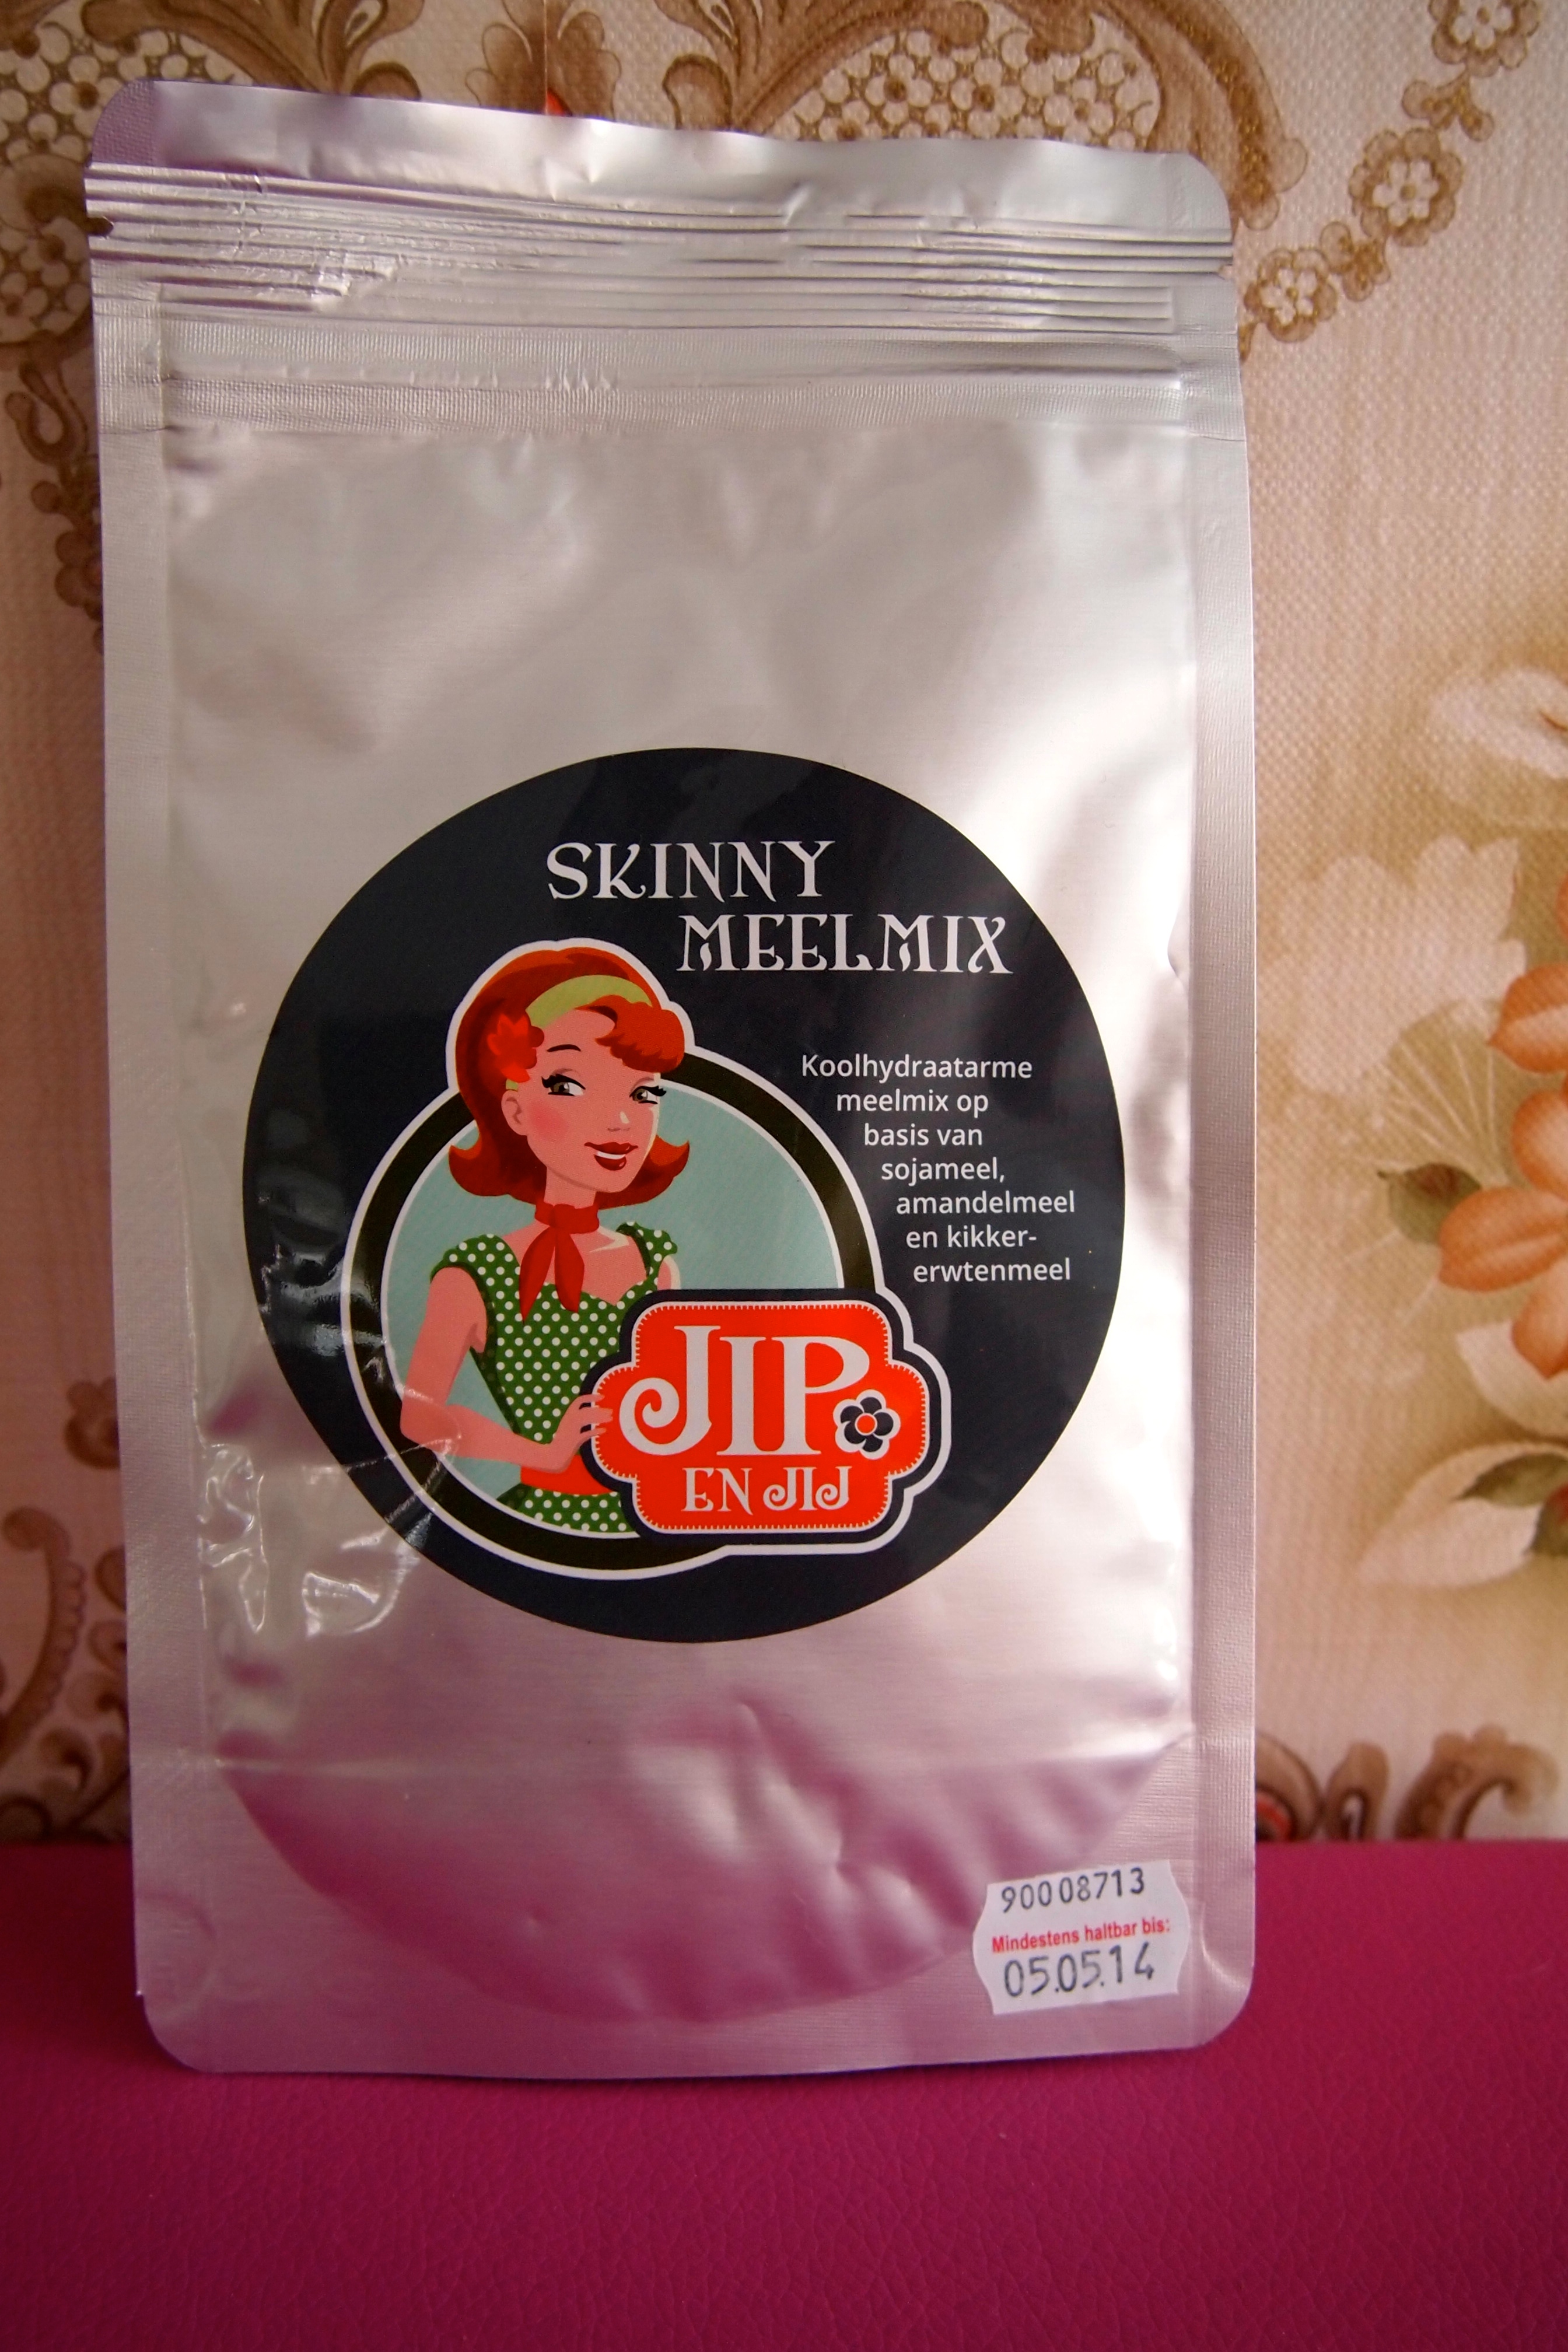 SKINNY
MEELMIX
Koolhydraatarme
meelmix op
basis van
sojameel,
amandelmeel
en kikker-
erwtenmeel
JIP
EN JIJ
90008713
Mindestens haltbar bis:
05.05.14